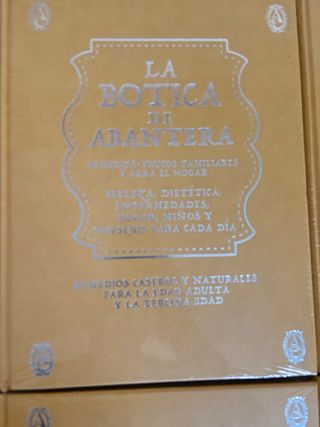 LA
BOTICA
DE
ABANTERA
REMEDIOS-TRUCOS FAMILIARES
Y PARA EL HOGAR
BELLEZA, DIETÉTICA,
ENFERMEDADES,
HOGAR, NIÑOS Y
CONSEJOS PARA CADA DÍA
REMEDIOS CASEROS Y NATURALES
PARA LA EDAD ADULTA
Y LA TERCERA EDAD